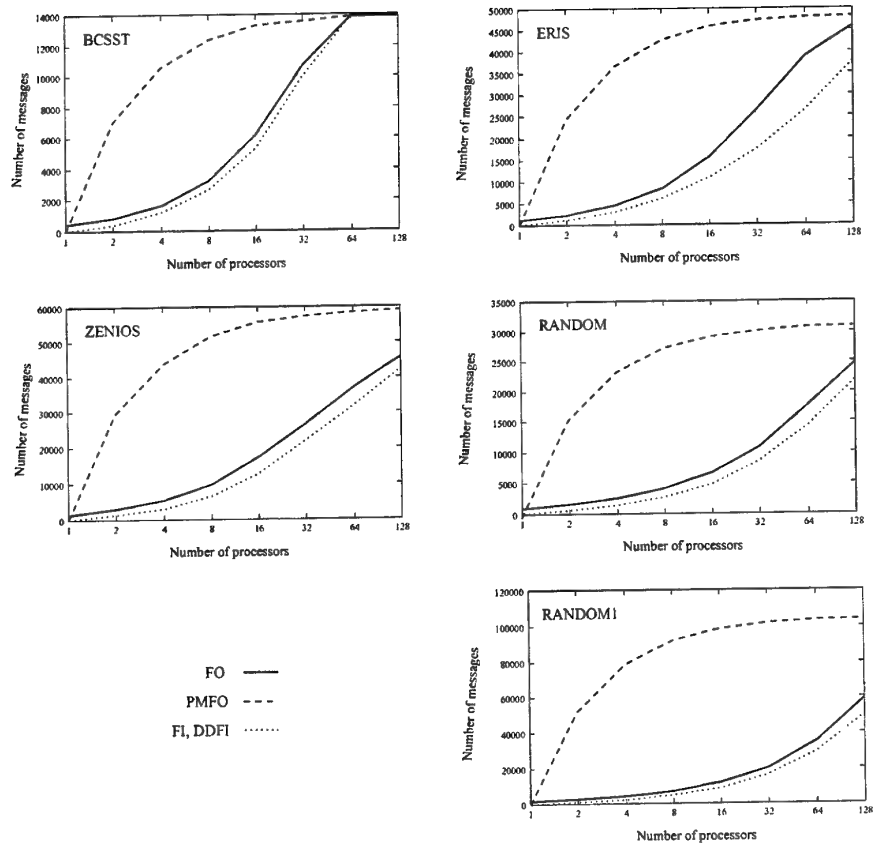 BCSST
Number of messages
14000
12000
10000
8000
6000
4000
2000
0
1 2 4 8 16 32 64 128
Number of processors
ERIS
Number of messages
50000
45000
40000
35000
30000
25000
20000
15000
10000
5000
0
1 2 4 8 16 32 64 128
Number of processors
ZENIOS
Number of messages
60000
50000
40000
30000
20000
10000
0
1 2 4 8 16 32 64 128
Number of processors
RANDOM
Number of messages
35000
30000
25000
20000
15000
10000
5000
0
1 2 4 8 16 32 64 128
Number of processors
FO
PMFO
FI, DDFI
RANDOM1
Number of messages
120000
100000
80000
60000
40000
20000
0
1 2 4 8 16 32 64 128
Number of processors